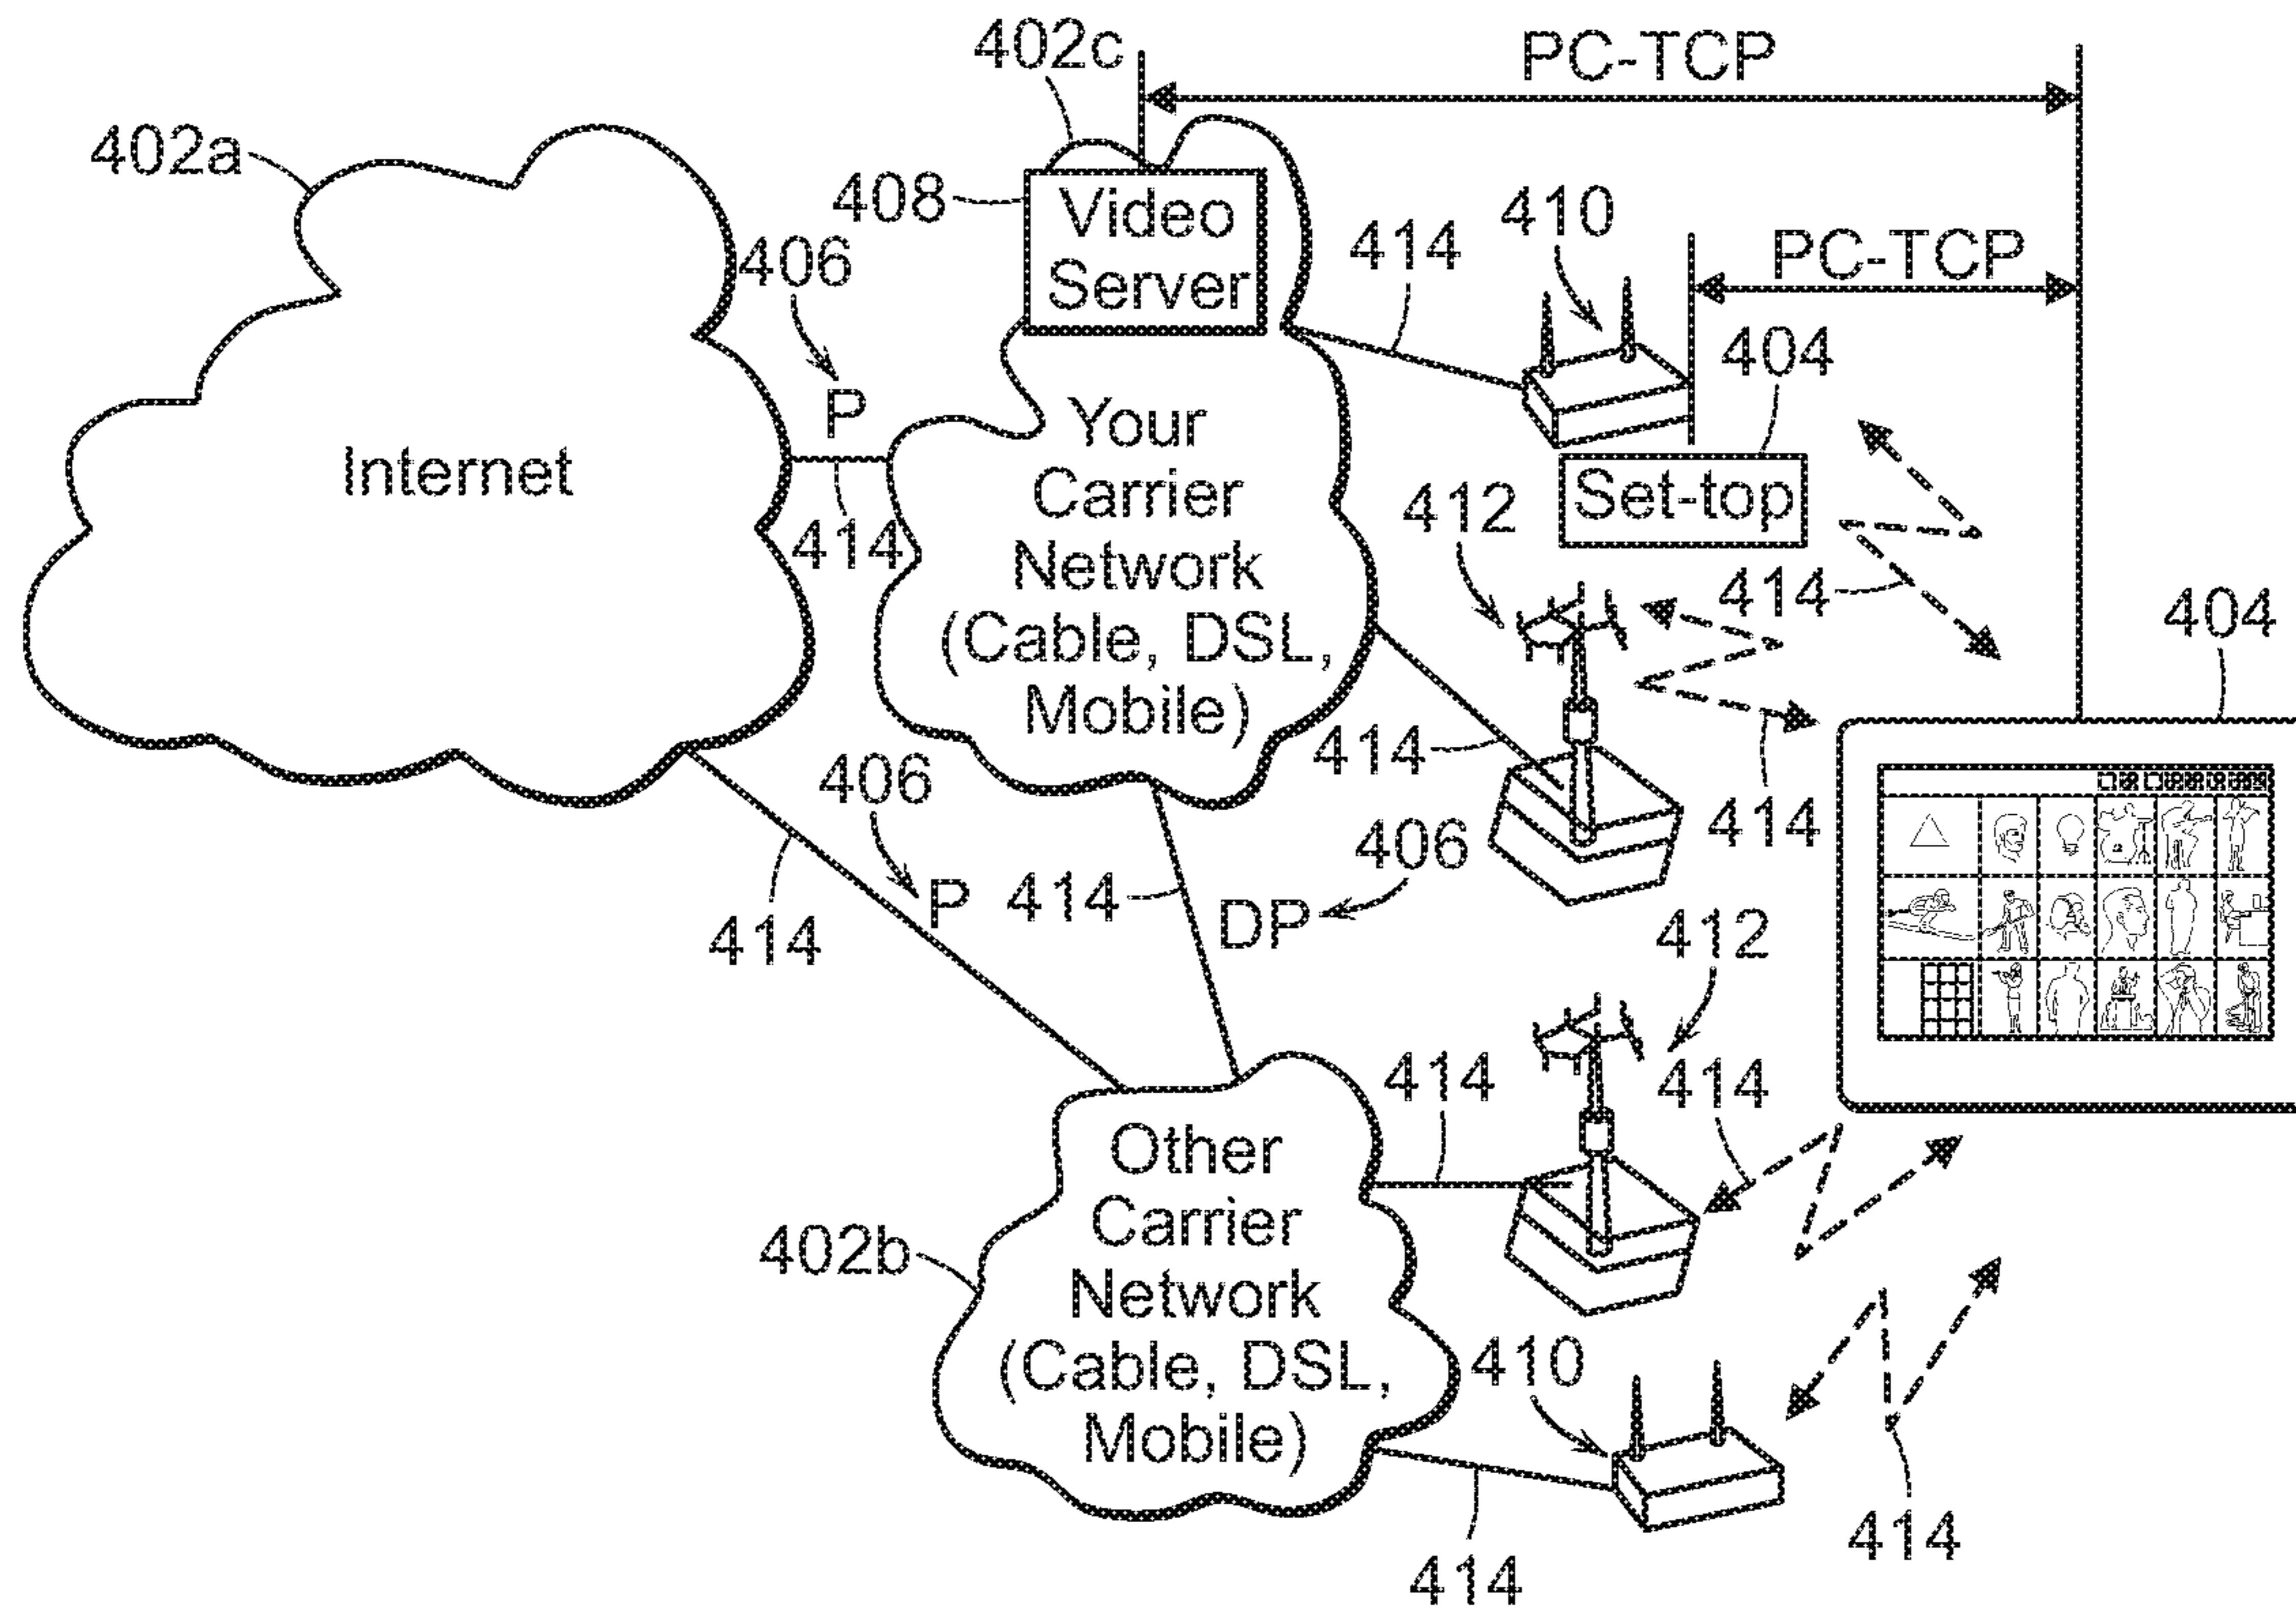 402c
PC-TCP
402a
408
Video
Server
410
414
PC-TCP
406
404
P
Your
Carrier
Network
(Cable, DSL,
Mobile)
Internet
414
412
Set-top
414
404
414
406
P
414
414
DP
406
414
412
414
414
Other
Carrier
Network
(Cable, DSL,
Mobile)
402b
410
414
414